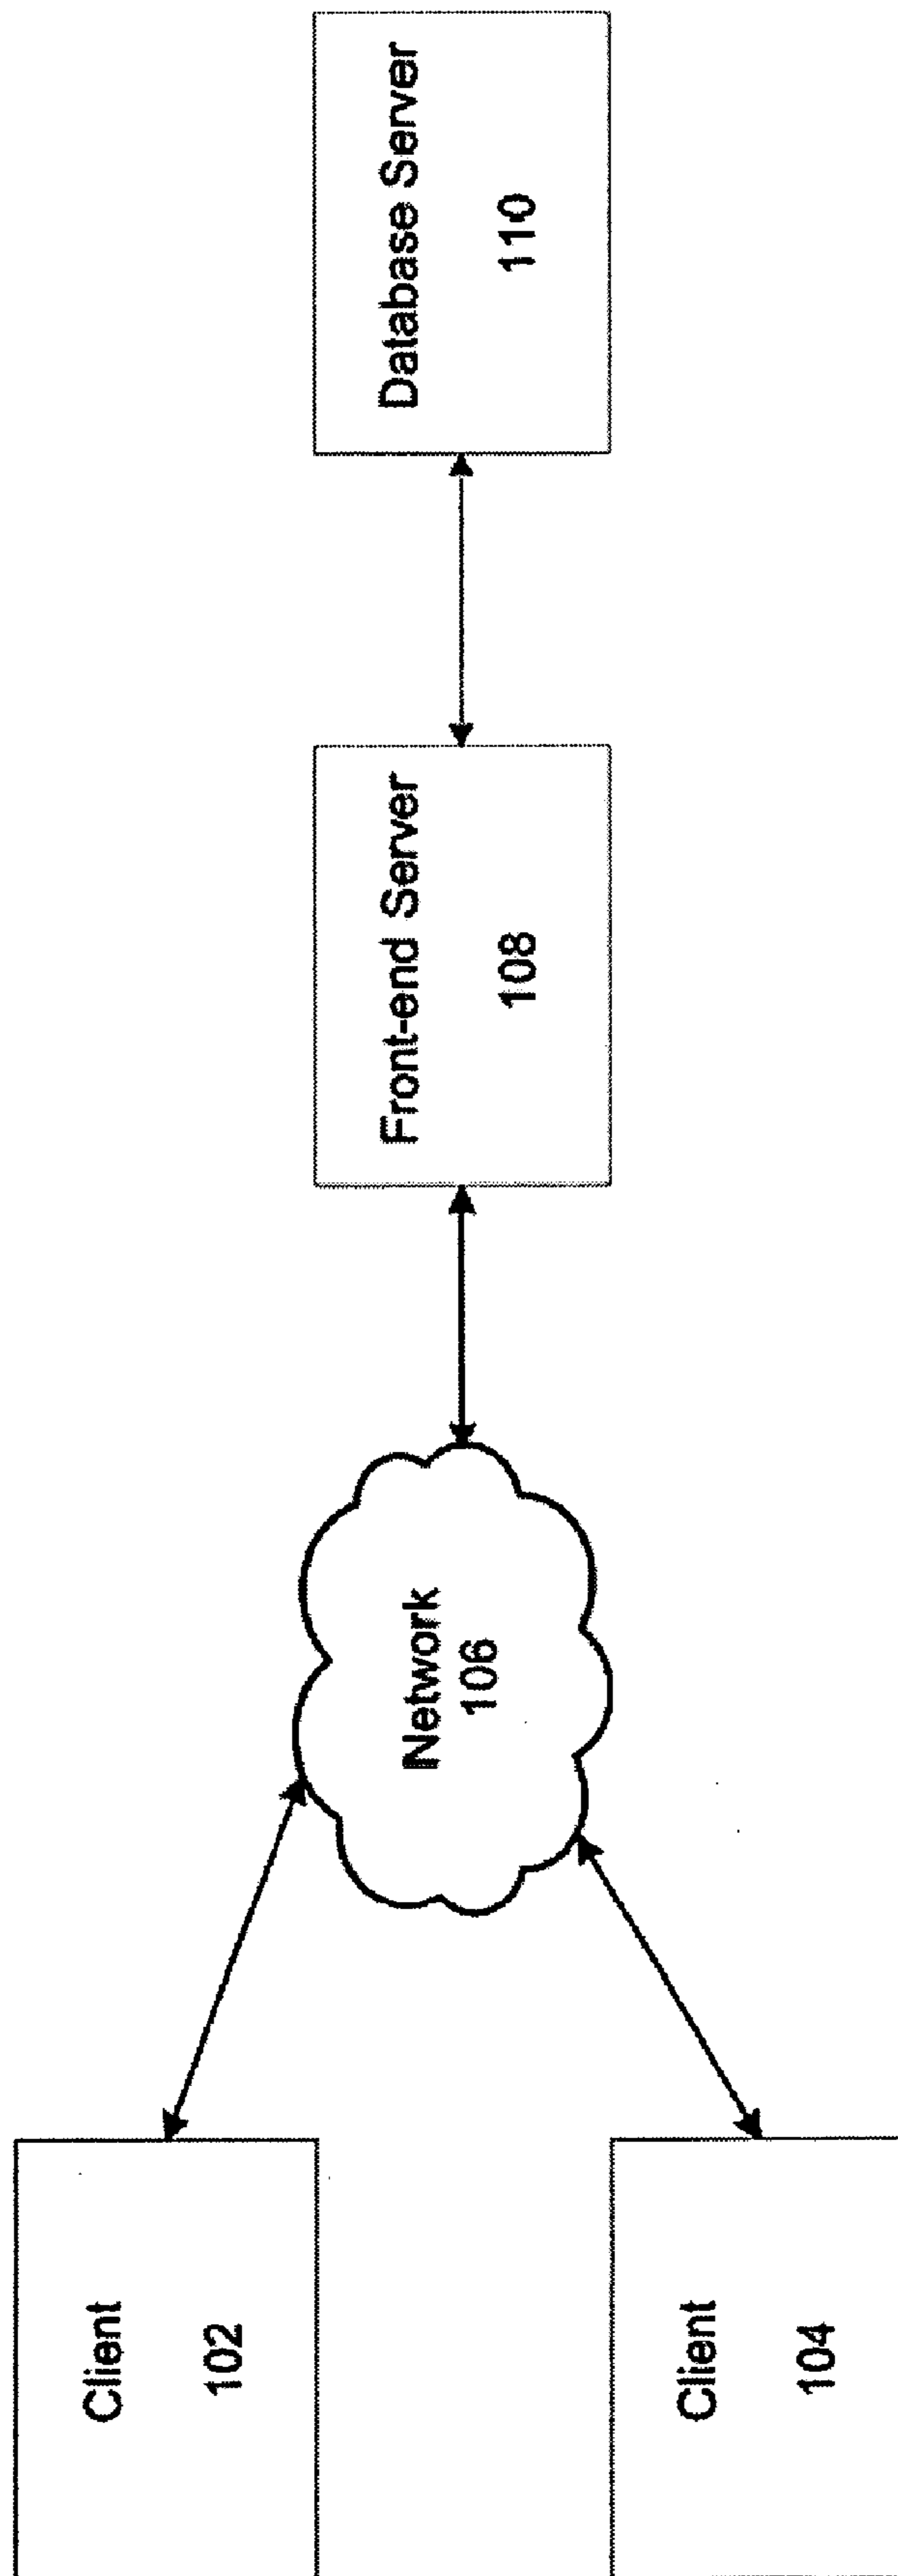 Client
102
Client
104
Network
106
Front-end Server
108
Database Server
110